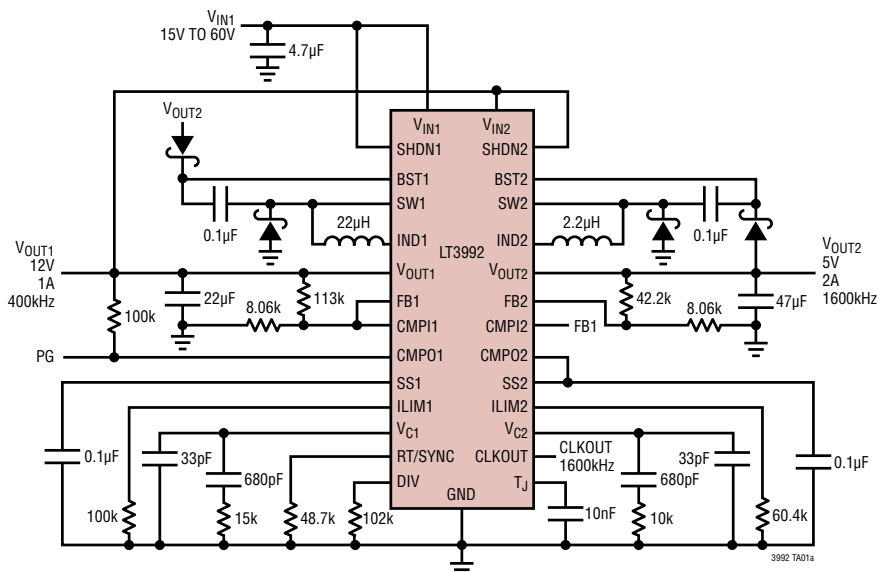 VIN1
15V TO 60V
4.7µF
VOUT2
VIN1
VIN2
SHDN1
SHDN2
BST1
BST2
SW1
SW2
0.1µF
22µH
2.2µH
0.1µF
IND1
LT3992
IND2
VOUT1
12V
1A
400kHz
VOUT1
VOUT2
VOUT2
5V
2A
1600kHz
22µF
113k
42.2k
47µF
100k
8.06k
FB1
FB2
8.06k
CMPI1
CMPI2
FB1
PG
CMPO1
CMPO2
SS1
SS2
ILIM1
ILIM2
VC1
VC2
0.1µF
33pF
680pF
RT/SYNC
CLKOUT
CLKOUT
1600kHz
680pF
33pF
0.1µF
DIV
TJ
GND
100k
15k
48.7k
102k
10nF
10k
60.4k
3992 TA01a